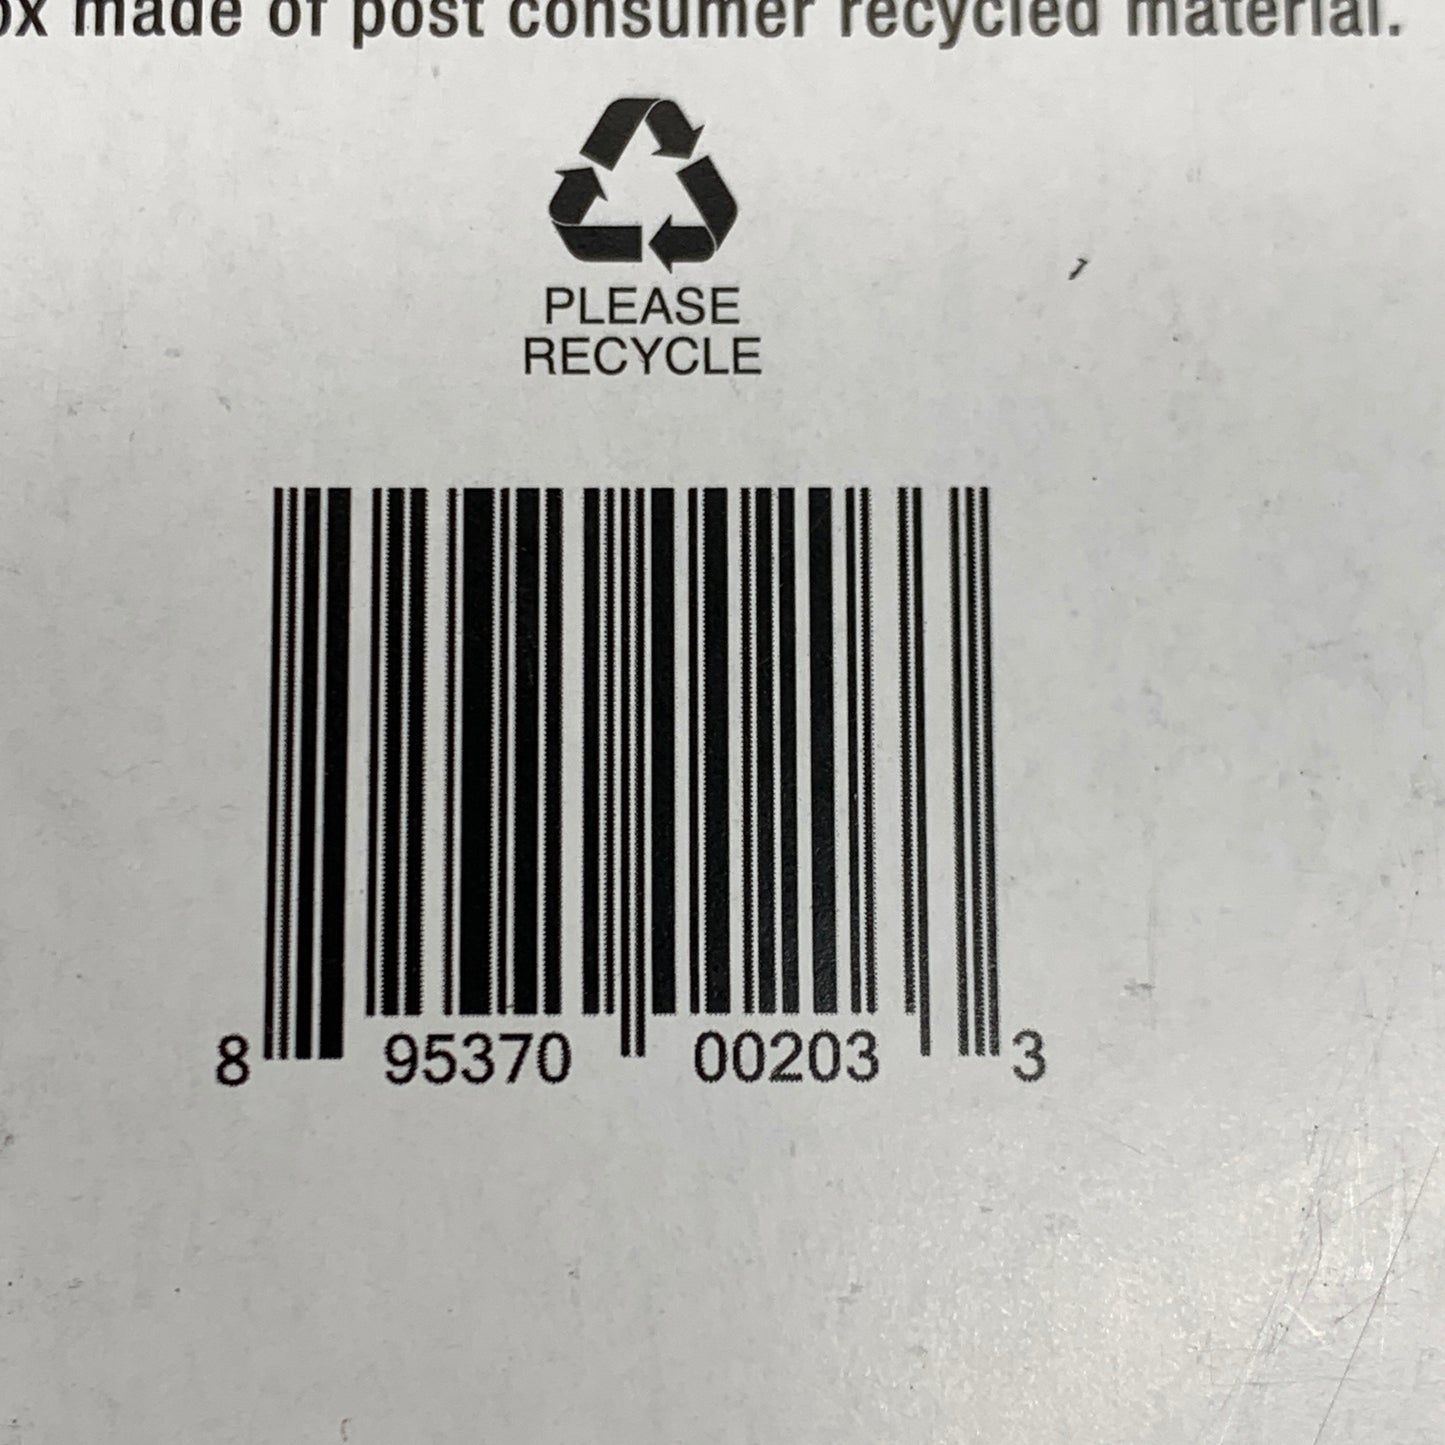 ox made of post consumer recycled material.
PLEASE
RECYCLE
8 95370 00203 3